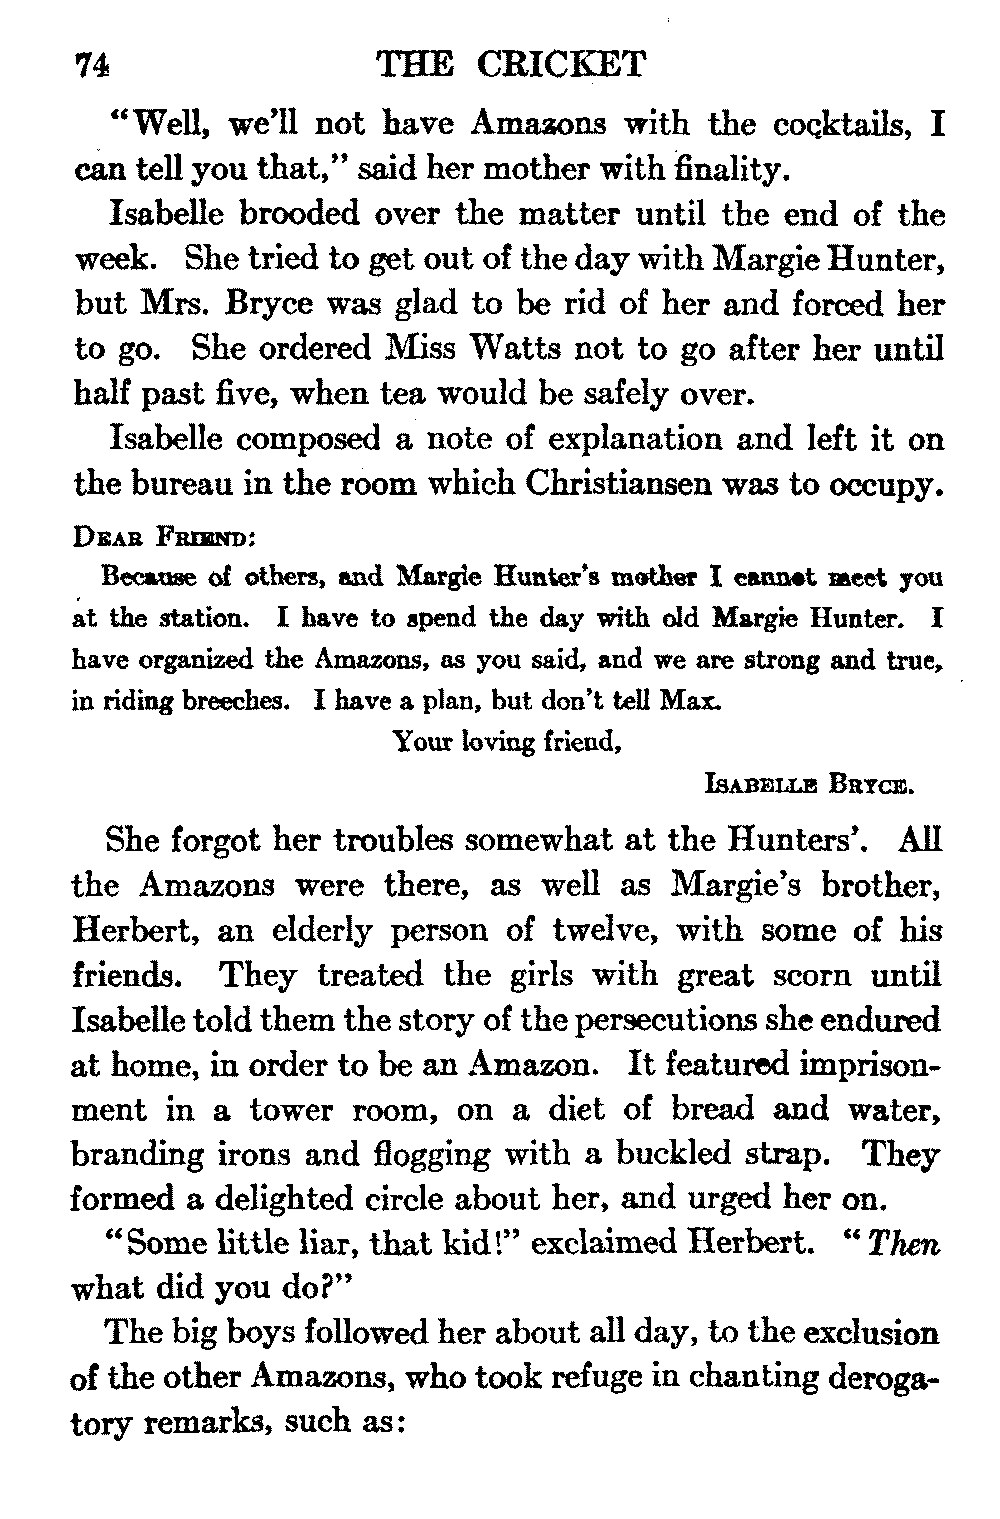 74 THE CRICKET
"Well, we'll not have Amazons with the cocktails, I
can tell you that," said her mother with finality.
Isabelle brooded over the matter until the end of the
week. She tried to get out of the day with Margie Hunter,
but Mrs. Bryce was glad to be rid of her and forced her
to go. She ordered Miss Watts not to go after her until
half past five, when tea would be safely over.
Isabelle composed a note of explanation and left it on
the bureau in the room which Christiansen was to occupy.
DEAR FRIEND:
Because of others, and Margie Hunter's mother I cannot meet you
at the station. I have to spend the day with old Margie Hunter. I
have organized the Amazons, as you said, and we are strong and true,
in riding breeches. I have a plan, but don't tell Max.
Your loving friend,
ISABELLE BRYCE.
She forgot her troubles somewhat at the Hunters'. All
the Amazons were there, as well as Margie's brother,
Herbert, an elderly person of twelve, with some of his
friends. They treated the girls with great scorn until
Isabelle told them the story of the persecutions she endured
at home, in order to be an Amazon. It featured imprison-
ment in a tower room, on a diet of bread and water,
branding irons and flogging with a buckled strap. They
formed a delighted circle about her, and urged her on.
"Some little liar, that kid!" exclaimed Herbert. "Then
what did you do?"
The big boys followed her about all day, to the exclusion
of the other Amazons, who took refuge in chanting deroga-
tory remarks, such as: